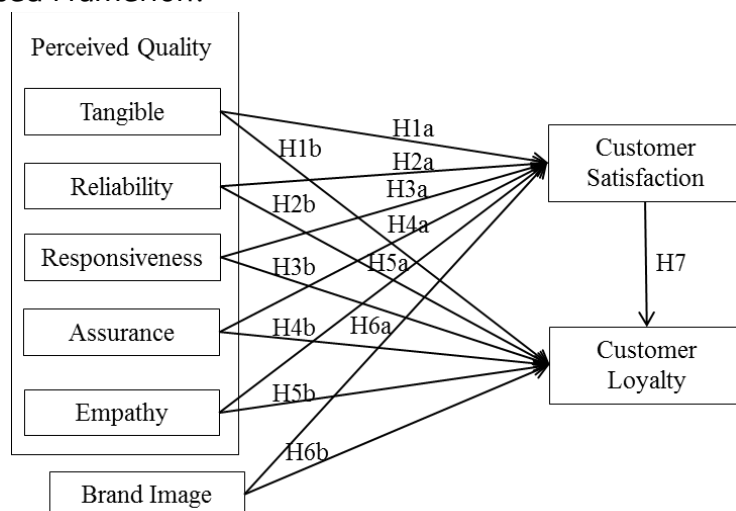 Perceived Quality
Tangible
Reliability
Responsiveness
Assurance
Empathy
Brand Image
H1a
H1b
H2a
H3a
H2b
H4a
H3b
H5a
H4b
H6a
H5b
H6b
Customer
Satisfaction
H7
Customer
Loyalty